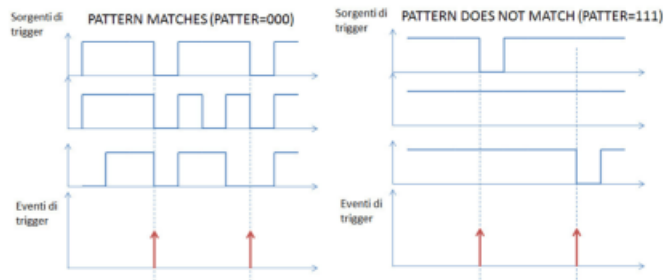 Sorgenti di
trigger
PATTERN MATCHES (PATTER=000)
Eventi di
trigger
Sorgenti di
trigger
PATTERN DOES NOT MATCH (PATTER=111)
Eventi di
trigger